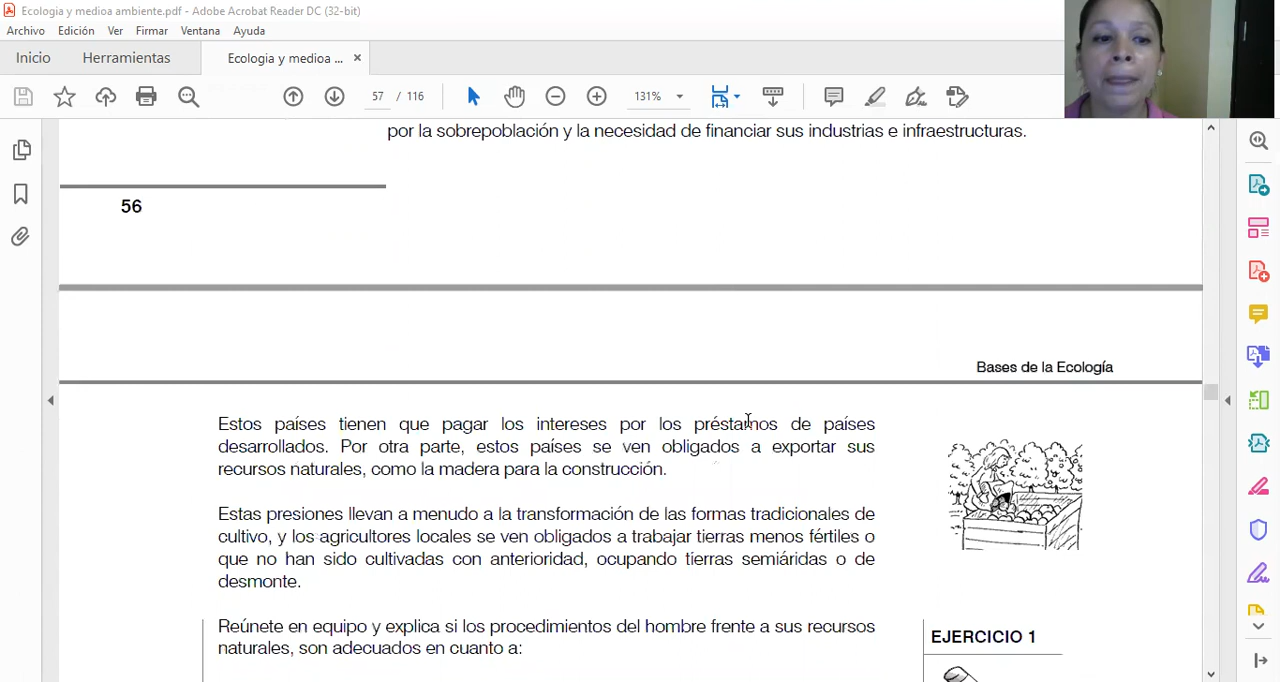 Ecologia y medioa ambiente.pdf - Adobe Acrobat Reader DC (32-bit)
Archivo Edición Ver Firmar Ventana Ayuda
Inicio Herramientas Ecologia y medioa ... ×
57 / 116 131%
por la sobrepoblación y la necesidad de financiar sus industrias e infraestructuras.
56
Bases de la Ecología
Estos países tienen que pagar los intereses por los préstamos de países
desarrollados. Por otra parte, estos países se ven obligados a exportar sus
recursos naturales, como la madera para la construcción.
Estas presiones llevan a menudo a la transformación de las formas tradicionales de
cultivo, y los agricultores locales se ven obligados a trabajar tierras menos fértiles o
que no han sido cultivadas con anterioridad, ocupando tierras semiáridas o de
desmonte.
Reúnete en equipo y explica si los procedimientos del hombre frente a sus recursos
naturales, son adecuados en cuanto a:
EJERCICIO 1